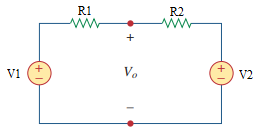 R1 R2
+
V1 + − Vo + − V2
−